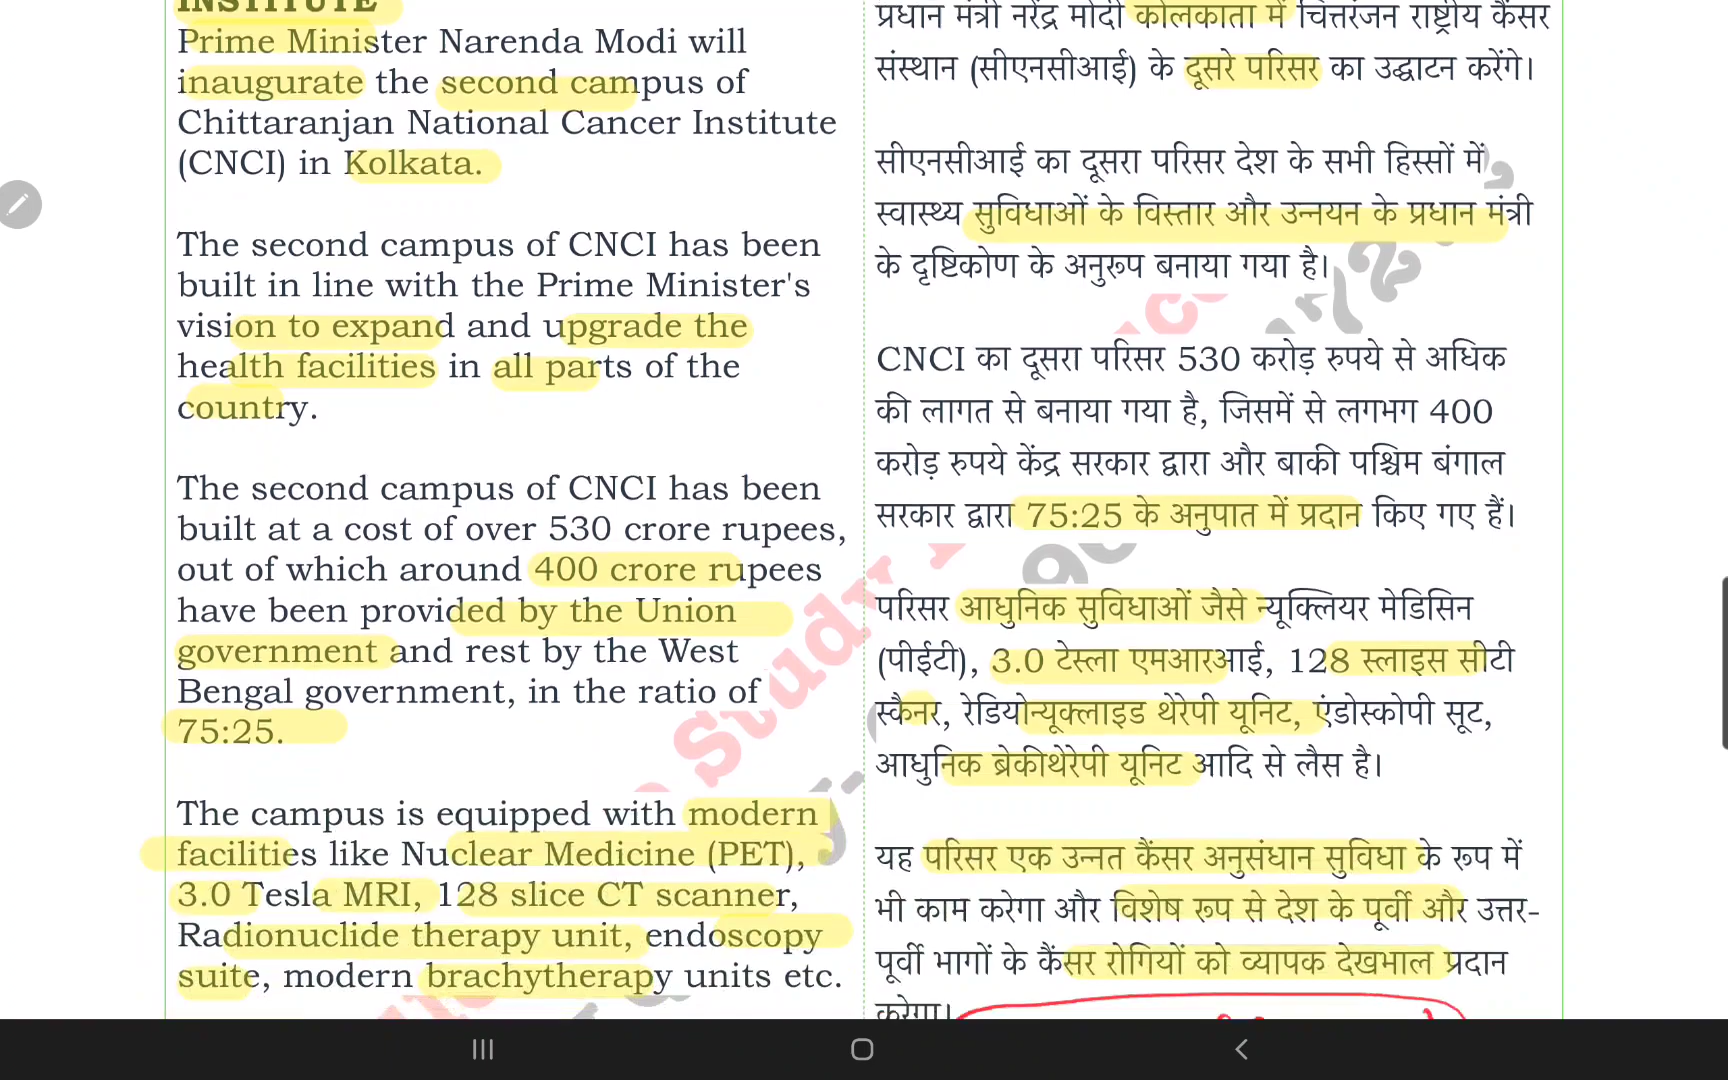 INSTITUTE
Prime Minister Narenda Modi will
inaugurate the second campus of
Chittaranjan National Cancer Institute
(CNCI) in Kolkata.
The second campus of CNCI has been
built in line with the Prime Minister's
vision to expand and upgrade the
health facilities in all parts of the
country.
The second campus of CNCI has been
built at a cost of over 530 crore rupees,
out of which around 400 crore rupees
have been provided by the Union
government and rest by the West
Bengal government, in the ratio of
75:25.
The campus is equipped with modern
facilities like Nuclear Medicine (PET),
3.0 Tesla MRI, 128 slice CT scanner,
Radionuclide therapy unit, endoscopy
suite, modern brachytherapy units etc.
प्रधान मंत्री नरेंद्र मोदी कोलकाता में चित्तरंजन राष्ट्रीय कैंसर
संस्थान (सीएनसीआई) के दूसरे परिसर का उद्घाटन करेंगे।
सीएनसीआई का दूसरा परिसर देश के सभी हिस्सों में
स्वास्थ्य सुविधाओं के विस्तार और उन्नयन के प्रधान मंत्री
के दृष्टिकोण के अनुरूप बनाया गया है।
CNCI का दूसरा परिसर 530 करोड़ रुपये से अधिक
की लागत से बनाया गया है, जिसमें से लगभग 400
करोड़ रुपये केंद्र सरकार द्वारा और बाकी पश्चिम बंगाल
सरकार द्वारा 75:25 के अनुपात में प्रदान किए गए हैं।
परिसर आधुनिक सुविधाओं जैसे न्यूक्लियर मेडिसिन
(पीईटी), 3.0 टेस्ला एमआरआई, 128 स्लाइस सीटी
स्कैनर, रेडियोन्यूक्लाइड थेरेपी यूनिट, एंडोस्कोपी सूट,
आधुनिक ब्रेकीथेरेपी यूनिट आदि से लैस है।
यह परिसर एक उन्नत कैंसर अनुसंधान सुविधा के रूप में
भी काम करेगा और विशेष रूप से देश के पूर्वी और उत्तर-
पूर्वी भागों के कैंसर रोगियों को व्यापक देखभाल प्रदान
करेगा।
Study